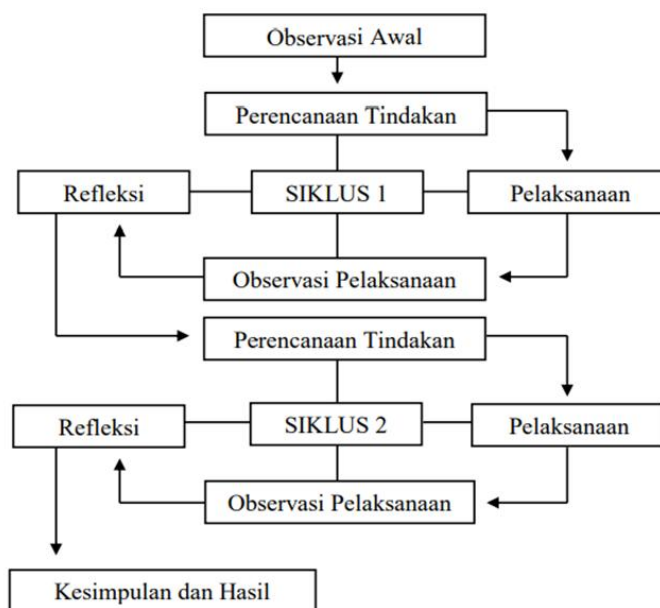 Observasi Awal
Perencanaan Tindakan
Refleksi
SIKLUS 1
Pelaksanaan
Observasi Pelaksanaan
Perencanaan Tindakan
Refleksi
SIKLUS 2
Pelaksanaan
Observasi Pelaksanaan
Kesimpulan dan Hasil